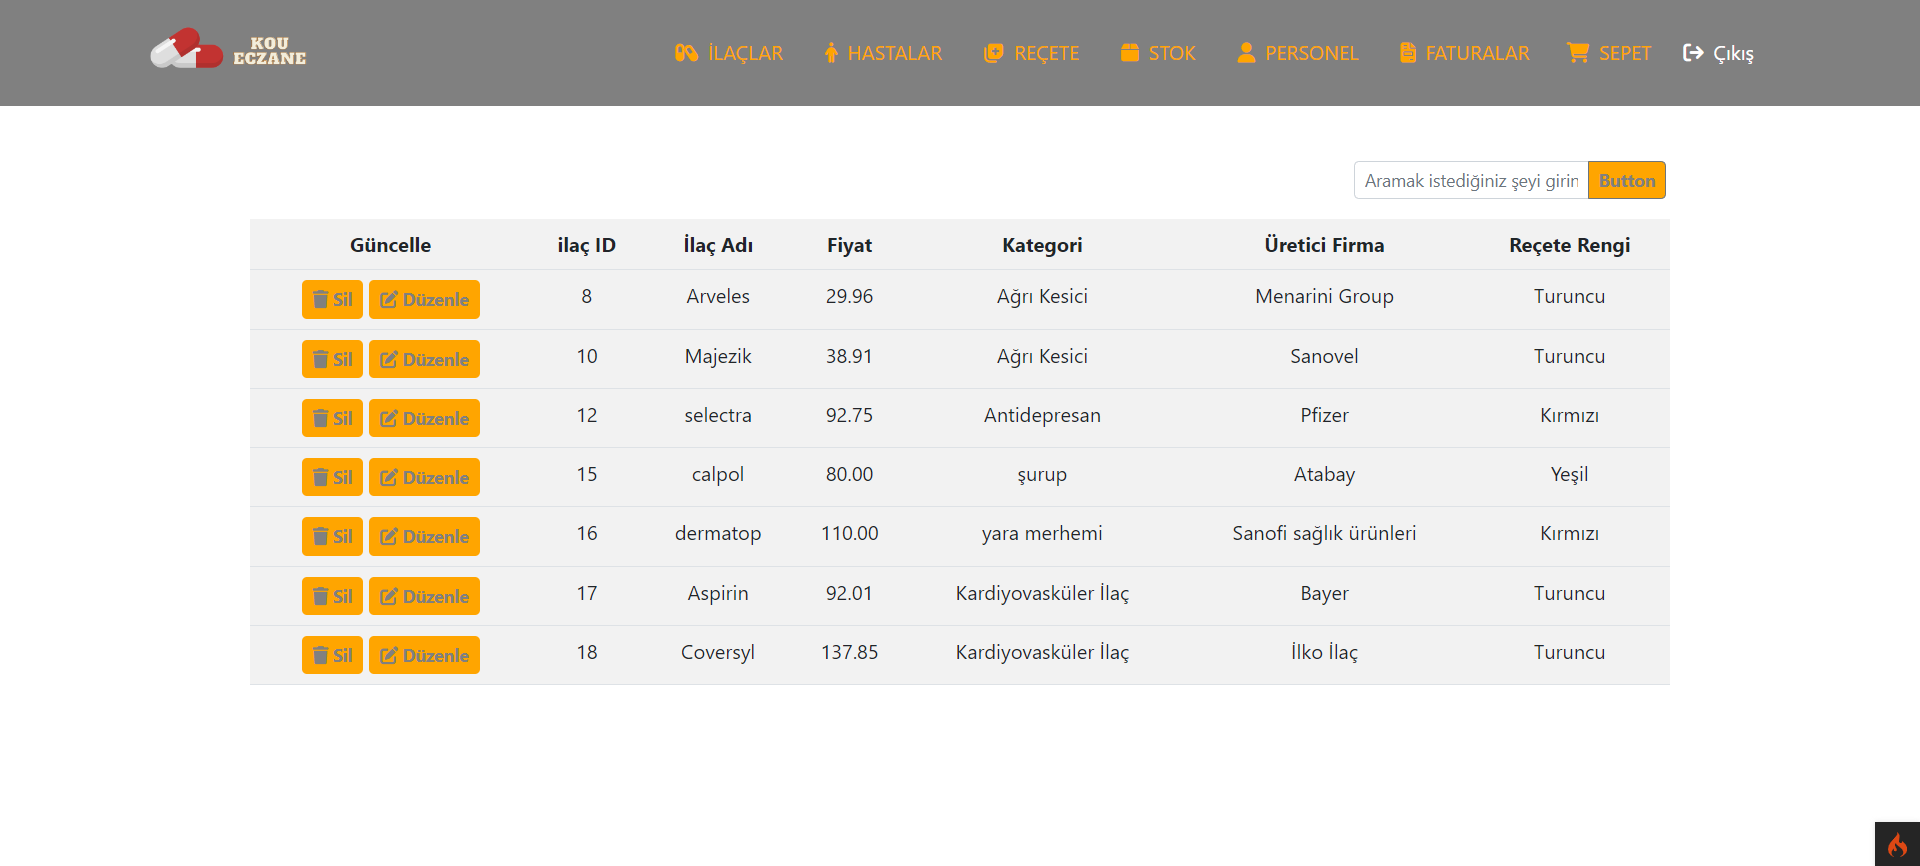 KOU
ECZANE
İLAÇLAR HASTALAR REÇETE STOK PERSONEL FATURALAR SEPET Çıkış
Aramak istediğiniz şeyi girin Button
Güncelle ilaç ID İlaç Adı Fiyat Kategori Üretici Firma Reçete Rengi
Sil Düzenle 8 Arveles 29.96 Ağrı Kesici Menarini Group Turuncu
Sil Düzenle 10 Majezik 38.91 Ağrı Kesici Sanovel Turuncu
Sil Düzenle 12 selectra 92.75 Antidepresan Pfizer Kırmızı
Sil Düzenle 15 calpol 80.00 şurup Atabay Yeşil
Sil Düzenle 16 dermatop 110.00 yara merhemi Sanofi sağlık ürünleri Kırmızı
Sil Düzenle 17 Aspirin 92.01 Kardiyovasküler İlaç Bayer Turuncu
Sil Düzenle 18 Coversyl 137.85 Kardiyovasküler İlaç İlko İlaç Turuncu